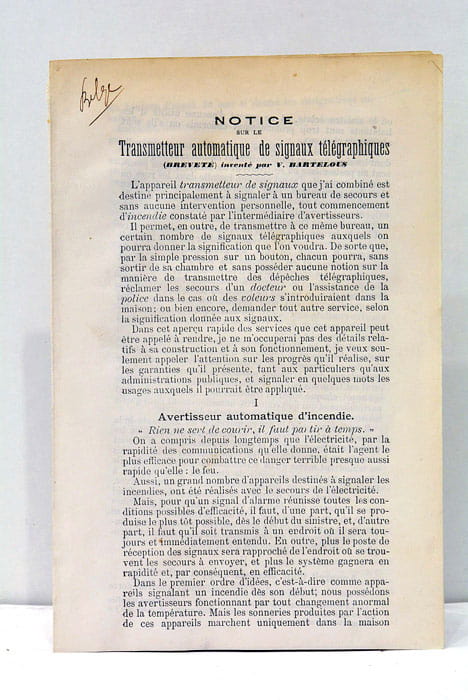 Belge
NOTICE
SUR LE
Transmetteur automatique de signaux télégraphiques
(BREVETÉ) inventé par V. BARTELOUS
L'appareil transmetteur de signaux que j'ai combiné est
destiné principalement à signaler à un bureau de secours et
sans aucune intervention personnelle, tout commencement
d'incendie constaté par l'intermédiaire d'avertisseurs.
Il permet, en outre, de transmettre à ce même bureau, un
certain nombre de signaux télégraphiques auxquels on
pourra donner la signification que l'on voudra. De sorte que,
par la simple pression sur un bouton, chacun pourra, sans
sortir de sa chambre et sans posséder aucune notion sur la
manière de transmettre des dépêches télégraphiques,
réclamer les secours d'un docteur ou l'assistance de la
police dans le cas où des voleurs s'introduiraient dans la
maison; ou bien encore, demander tout autre service, selon
la signification donnée aux signaux.
Dans cet aperçu rapide des services que cet appareil peut
être appelé à rendre, je ne m'occuperai pas des détails rela-
tifs à sa construction et à son fonctionnement, je veux seu-
lement appeler l'attention sur les progrès qu'il réalise, sur
les garanties qu'il présente, tant aux particuliers qu'aux
administrations publiques, et signaler en quelques mots les
usages auxquels il pourrait être appliqué.
I
Avertisseur automatique d'incendie.
« Rien ne sert de courir, il faut partir à temps. »
On a compris depuis longtemps que l'électricité, par la
rapidité des communications qu'elle donne, était l'agent le
plus efficace pour combattre ce danger terrible presque aussi
rapide qu'elle : le feu.
Aussi, un grand nombre d'appareils destinés à signaler les
incendies, ont été réalisés avec le secours de l'électricité.
Mais, pour qu'un signal d'alarme réunisse toutes les con-
ditions possibles d'efficacité, il faut, d'une part, qu'il se pro-
duise le plus tôt possible, dès le début du sinistre, et, d'autre
part, il faut qu'il soit transmis à un endroit où il sera tou-
jours et immédiatement entendu. En outre, plus le poste de
réception des signaux sera rapproché de l'endroit où se trou-
vent les secours à envoyer, et plus le système gagnera en
rapidité et, par conséquent, en efficacité.
Dans le premier ordre d'idées, c'est-à-dire comme appa-
reils signalant un incendie dès son début; nous possédons
les avertisseurs fonctionnant par tout changement anormal
de la température. Mais les sonneries produites par l'action
de ces appareils marchent uniquement dans la maison